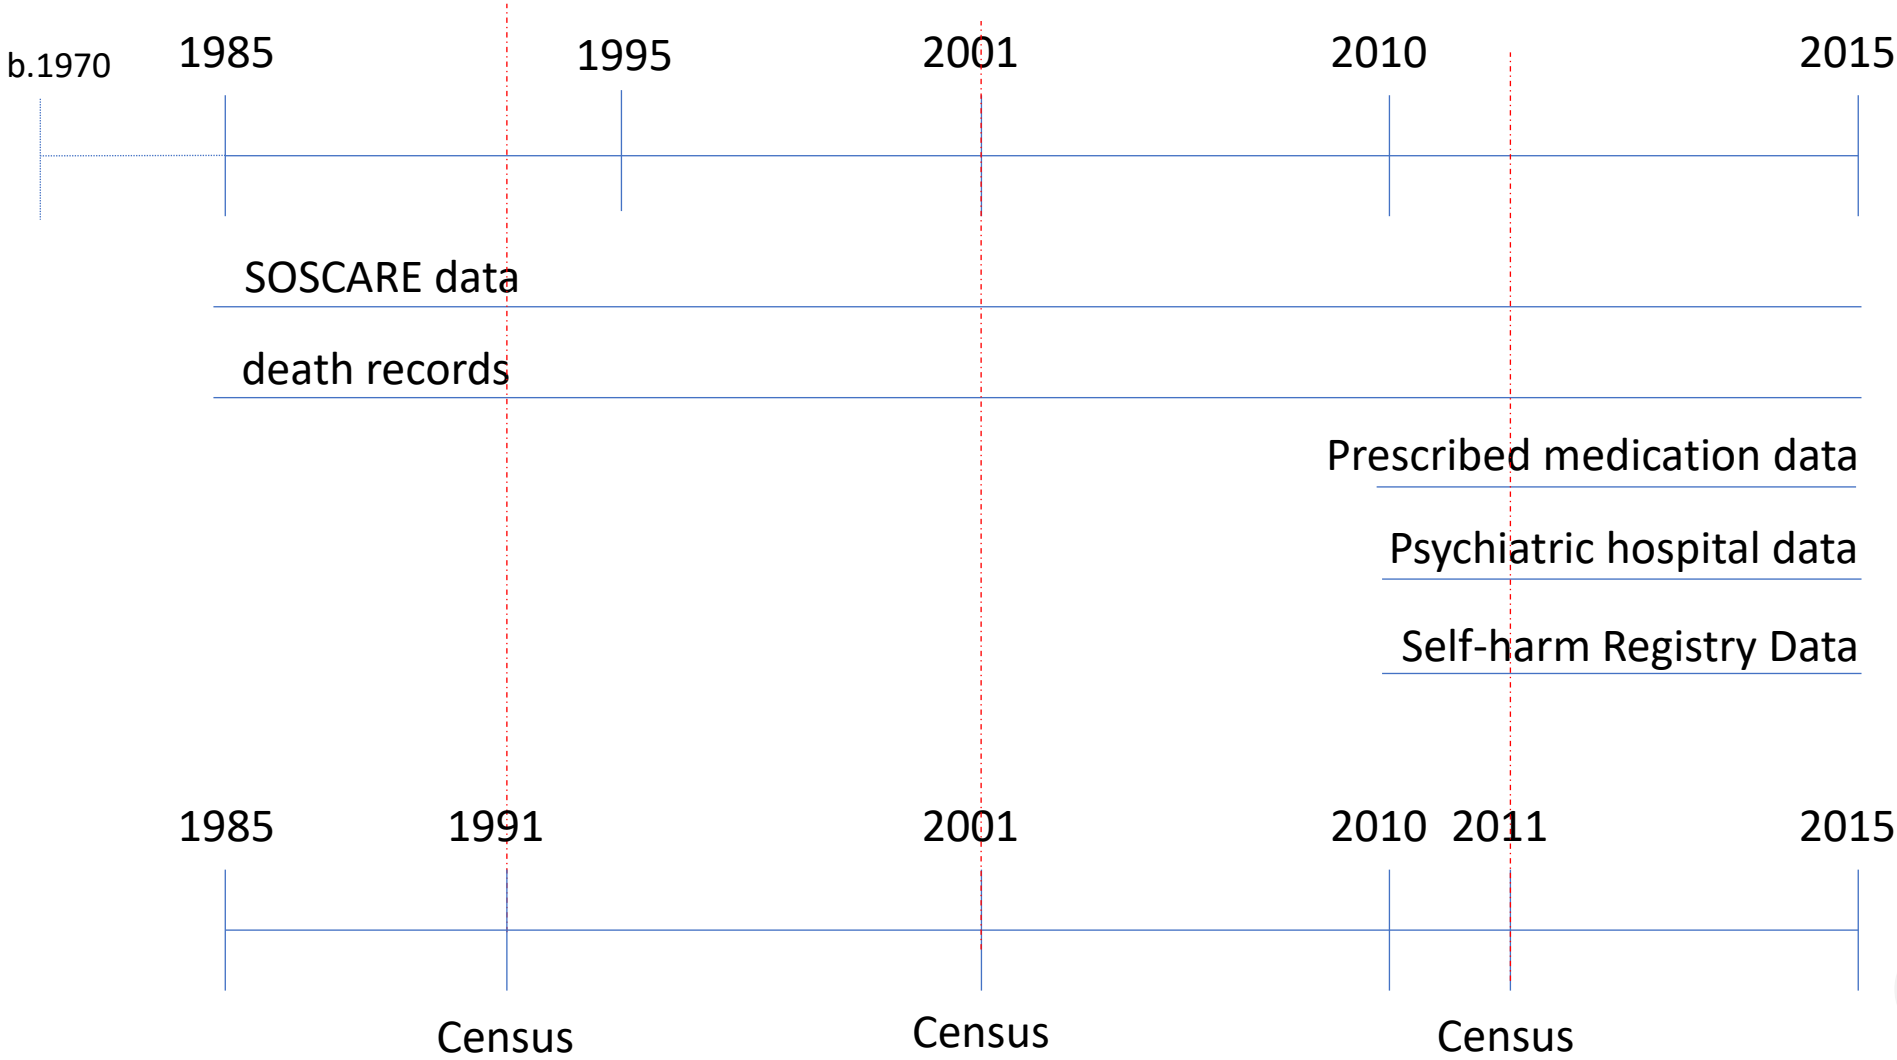 b.1970 1985 1995 2001 2010 2015
SOSCARE data
death records
Prescribed medication data
Psychiatric hospital data
Self-harm Registry Data
1985 1991 2001 2010 2011 2015
Census Census Census